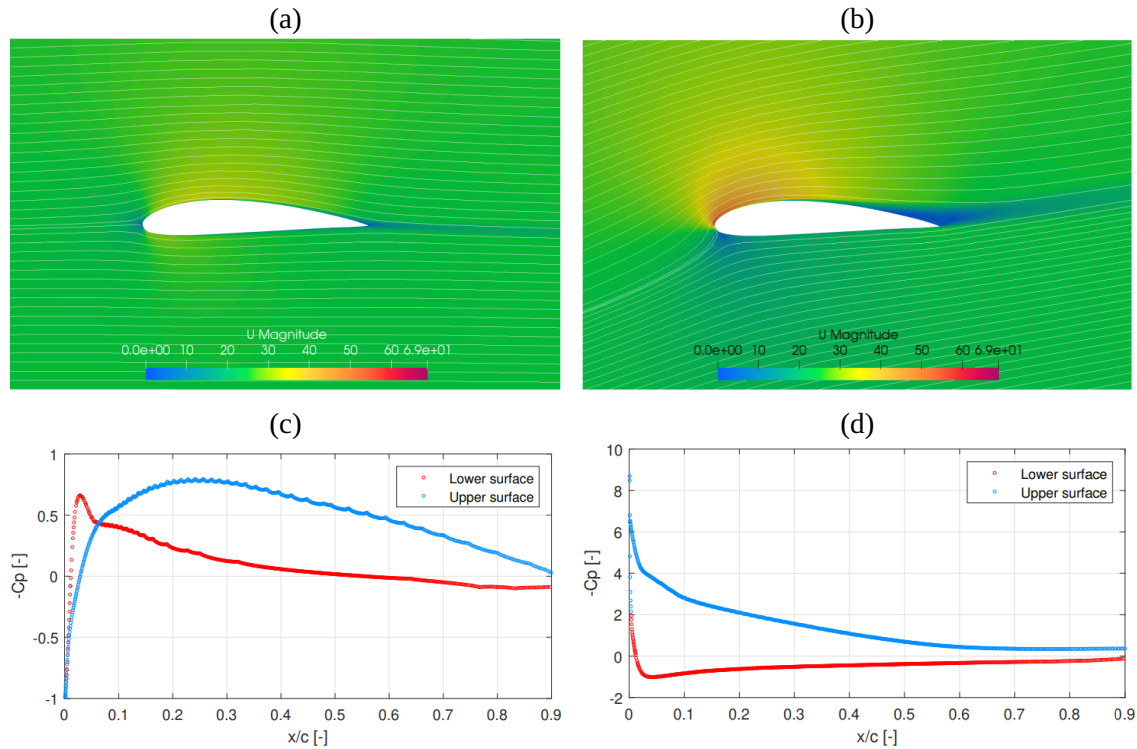 (a)
(b)
U Magnitude
0.0e+00 10 20 30 40 50 60 6.9e+01
U Magnitude
0.0e+00 10 20 30 40 50 60 6.9e+01
(c)
(d)
1
0.5
0
-0.5
-1
-Cp [-]
Lower surface
Upper surface
0 0.1 0.2 0.3 0.4 0.5 0.6 0.7 0.8 0.9
x/c [-]
10
8
6
4
2
0
-2
-Cp [-]
Lower surface
Upper surface
0 0.1 0.2 0.3 0.4 0.5 0.6 0.7 0.8 0.9
x/c [-]